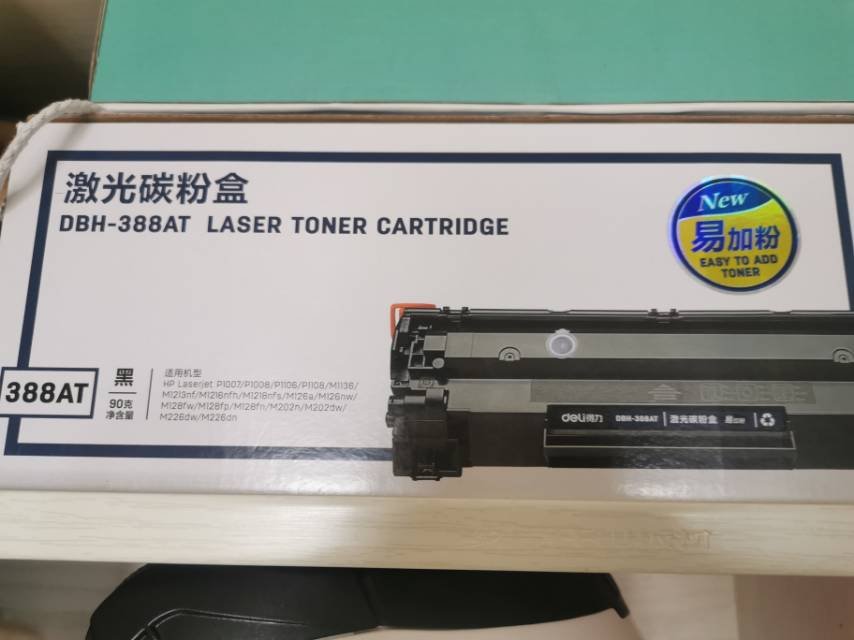 激光碳粉盒
DBH-388AT LASER TONER CARTRIDGE
New
易加粉
EASY TO ADD
TONER
388AT
黑
90克
净含量
适用机型
HP Laserjet P1007/P1008/P1106/P1108/M1136/
M1213nf/M1216nfh/M1218nfs/M126a/M126nw/
M128fw/M128fp/M128fn/M202n/M202dw/
M226dw/M226dn
deli得力 DBH-388AT 激光碳粉盒 易加粉